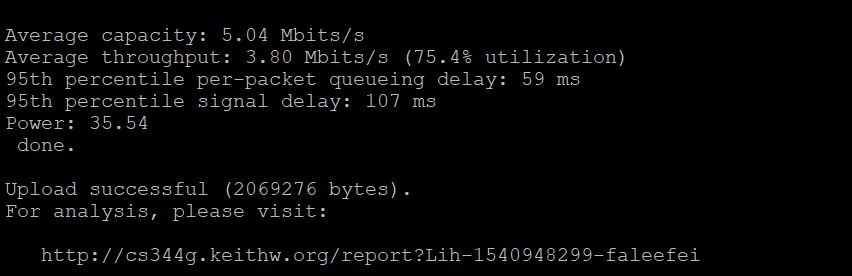 Average capacity: 5.04 Mbits/s
Average throughput: 3.80 Mbits/s (75.4% utilization)
95th percentile per-packet queueing delay: 59 ms
95th percentile signal delay: 107 ms
Power: 35.54
 done.
Upload successful (2069276 bytes).
For analysis, please visit:
http://cs344g.keithw.org/report?Lih-1540948299-faleefei